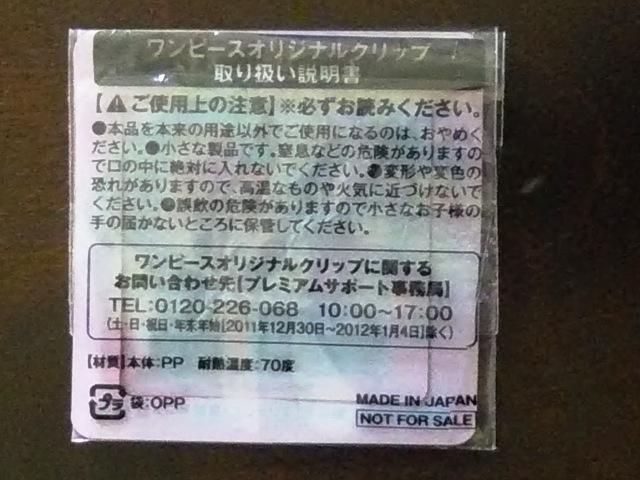 ワンピースオリジナルクリップ
取り扱い説明書
【⚠ご使用上の注意】※必ずお読みください。
●本品を本来の用途以外でご使用になるのは、おやめく
ださい。●小さな製品です。窒息などの危険がありますの
で口の中に絶対に入れないでください。●変形や変色の
恐れがありますので、高温なものや火気に近づけないで
ください。●誤飲の危険がありますので小さなお子様の
手の届かないところに保管してください。
ワンピースオリジナルクリップに関する
お問い合わせ先【プレミアムサポート事務局】
TEL:0120-226-068 10:00~17:00
(土・日・祝日・年末年始[2011年12月30日~2012年1月4日]除く)
【材質】本体:PP 耐熱温度:70度
プラ 袋:OPP
MADE IN JAPAN
NOT FOR SALE